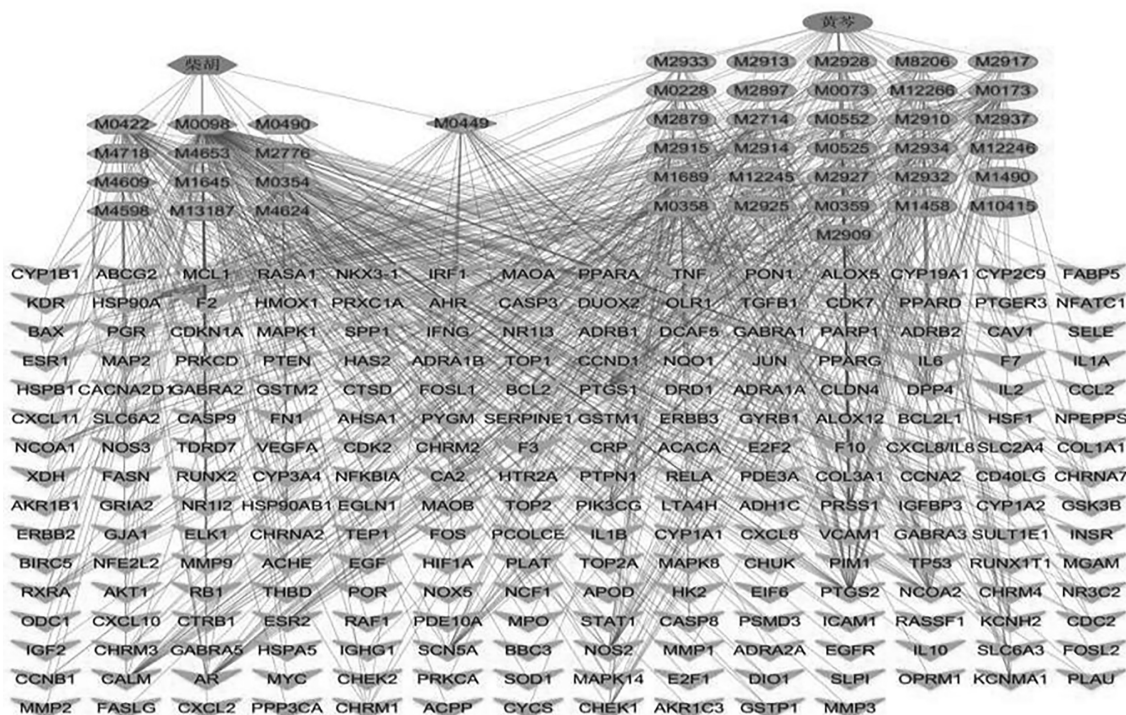 黄芩
柴胡
M2933 M2913 M2928 M8206 M2917
M0228 M2897 M0073 M12266 M0173
M0422 M0098 M0490 M0449 M2879 M2714 M0552 M2910 M2937
M4718 M4653 M2776 M2915 M2914 M0525 M2934 M12246
M4609 M1645 M0354 M1689 M12245 M2927 M2932 M1490
M4598 M13187 M4624 M0358 M2925 M0359 M1458 M10415
M2909
CYP1B1 ABCG2 MCL1 RASA1 NKX3-1 IRF1 MAOA PPARA TNF PON1 ALOX5 CYP19A1 CYP2C9 FABP5
KDR HSP90A F2 HMOX1 PRXC1A AHR CASP3 DUOX2 OLR1 TGFB1 CDK7 PPARD PTGER3 NFATC1
BAX PGR CDKN1A MAPK1 SPP1 IFNG NR1I3 ADRB1 DCAF5 GABRA1 PARP1 ADRB2 CAV1 SELE
ESR1 MAP2 PRKCD PTEN HAS2 ADRA1B TOP1 CCND1 NQO1 JUN PPARG IL6 F7 IL1A
HSPB1 CACNA2D1 GABRA2 GSTM2 CTSD FOSL1 BCL2 PTGS1 DRD1 ADRA1A CLDN4 DPP4 IL2 CCL2
CXCL11 SLC6A2 CASP9 FN1 AHSA1 PYGM SERPINE1 GSTM1 ERBB3 GYRB1 ALOX12 BCL2L1 HSF1 NPEPPS
NCOA1 NOS3 TDRD7 VEGFA CDK2 CHRM2 F3 CRP ACACA E2F2 F10 CXCL8/IL8 SLC2A4 COL1A1
XDH FASN RUNX2 CYP3A4 NFKBIA CA2 HTR2A PTPN1 RELA PDE3A COL3A1 CCNA2 CD40LG CHRNA7
AKR1B1 GRIA2 NR1I2 HSP90AB1 EGLN1 MAOB TOP2 PIK3CG LTA4H ADH1C PRSS1 IGFBP3 CYP1A2 GSK3B
ERBB2 GJA1 ELK1 CHRNA2 TEP1 FOS PCOLCE IL1B CYP1A1 CXCL8 VCAM1 GABRA3 SULT1E1 INSR
BIRC5 NFE2L2 MMP9 ACHE EGF HIF1A PLAT TOP2A MAPK8 CHUK PIM1 TP53 RUNX1T1 MGAM
RXRA AKT1 RB1 THBD POR NOX5 NCF1 APOD HK2 EIF6 PTGS2 NCOA2 CHRM4 NR3C2
ODC1 CXCL10 CTRB1 ESR2 RAF1 PDE10A MPO STAT1 CASP8 PSMD3 ICAM1 RASSF1 KCNH2 CDC2
IGF2 CHRM3 GABRA5 HSPA5 IGHG1 SCN5A BBC3 NOS2 MMP1 ADRA2A EGFR IL10 SLC6A3 FOSL2
CCNB1 CALM AR MYC CHEK2 PRKCA SOD1 MAPK14 E2F1 DIO1 SLPI OPRM1 KCNMA1 PLAU
MMP2 FASLG CXCL2 PPP3CA CHRM1 ACPP CYCS CHEK1 AKR1C3 GSTP1 MMP3